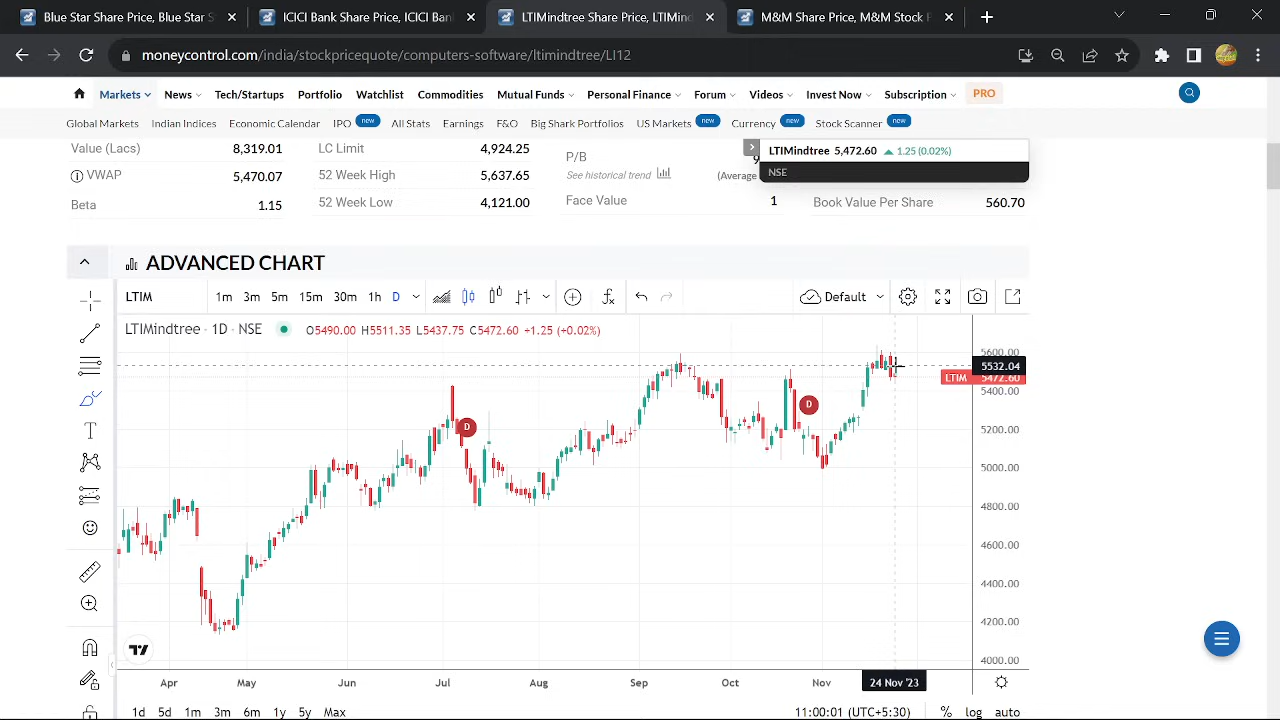 Blue Star Share Price, Blue Star S
ICICI Bank Share Price, ICICI Bank
LTIMindtree Share Price, LTIMind
M&M Share Price, M&M Stock P
moneycontrol.com/india/stockpricequote/computers-software/ltimindtree/LI12
Markets News Tech/Startups Portfolio Watchlist Commodities Mutual Funds Personal Finance Forum Videos Invest Now Subscription PRO
Global Markets Indian Indices Economic Calendar IPO new All Stats Earnings F&O Big Share Portfolios US Markets new Currency new Stock Scanner new
Value (Lacs) 8,319.01 LC Limit 4,924.25 P/B 9
LTIMindtree 5,472.60 1.25 (0.02%)
NSE
VWAP 5,470.07 52 Week High 5,637.65 See historical trend (Average
Beta 1.15 52 Week Low 4,121.00 Face Value 1 Book Value Per Share 560.70
ADVANCED CHART
LTIM 1m 3m 5m 15m 30m 1h D Default
LTIMindtree · 1D · NSE O5490.00 H5511.35 L5437.75 C5472.60 +1.25 (+0.02%)
5600.00
5532.04
LTIM 5472.60
5400.00
D
D
5200.00
5000.00
4800.00
4600.00
4400.00
4200.00
4000.00
Apr May Jun Jul Aug Sep Oct Nov 24 Nov '23
1d 5d 1m 3m 6m 1y 5y Max 11:00:01 (UTC+5:30) % log auto